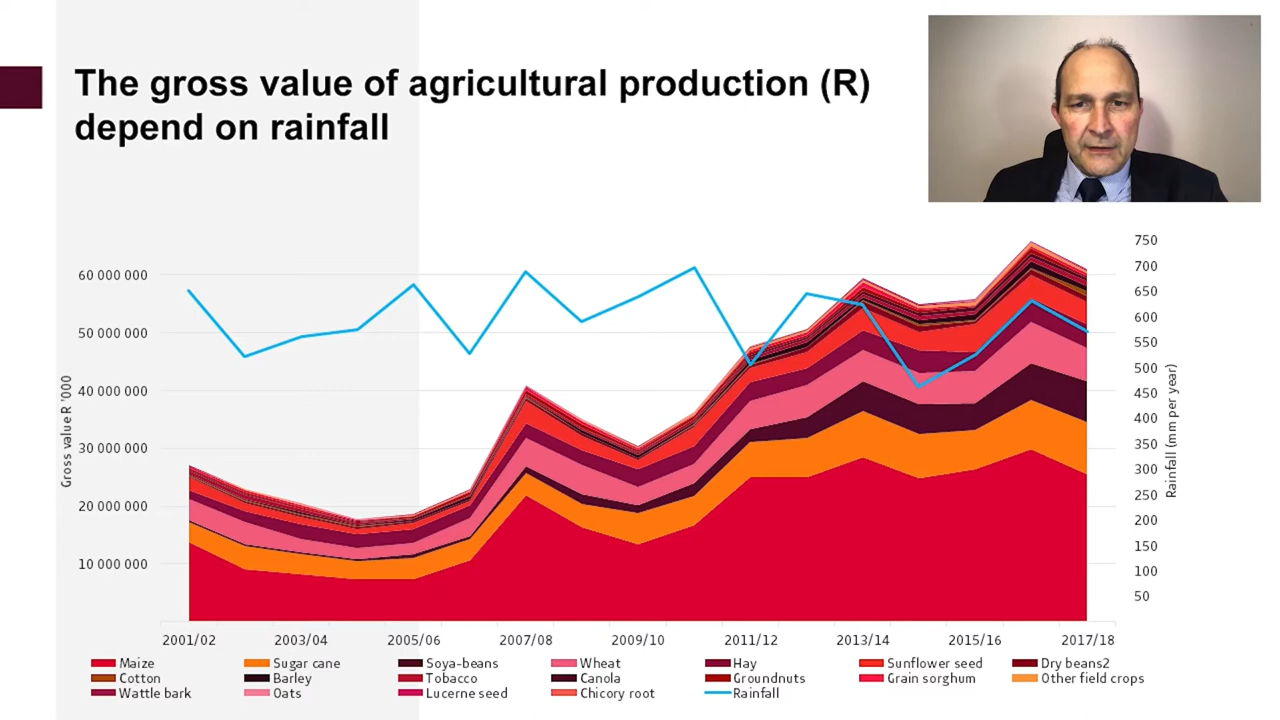 The gross value of agricultural production (R)
depend on rainfall
Gross value R '000
60 000 000
50 000 000
40 000 000
30 000 000
20 000 000
10 000 000
750
700
650
600
550
500
450
400
350
300
250
200
150
100
50
Rainfall (mm per year)
2001/02 2003/04 2005/06 2007/08 2009/10 2011/12 2013/14 2015/16 2017/18
Maize Sugar cane Soya-beans Wheat Hay Sunflower seed Dry beans2
Cotton Barley Tobacco Canola Groundnuts Grain sorghum Other field crops
Wattle bark Oats Lucerne seed Chicory root Rainfall